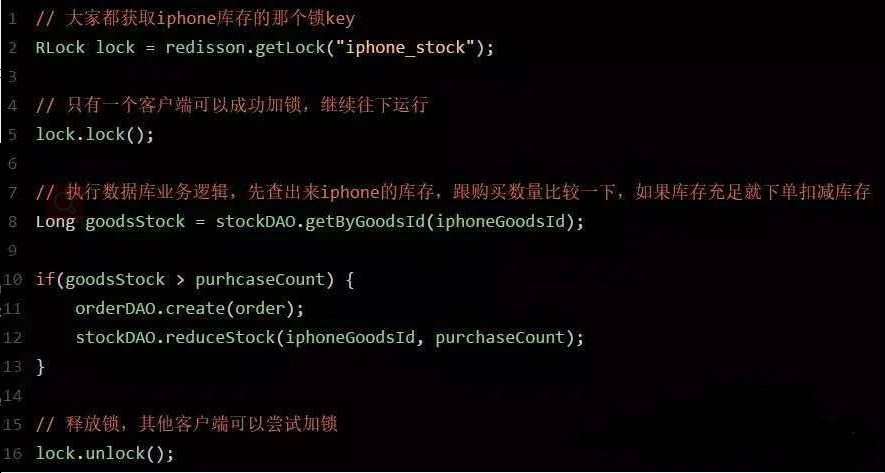 1 // 大家都获取iphone库存的那个锁key
2 RLock lock = redisson.getLock("iphone_stock");
3
4 // 只有一个客户端可以成功加锁，继续往下运行
5 lock.lock();
6
7 // 执行数据库业务逻辑，先查出来iphone的库存，跟购买数量比较一下，如果库存充足就下单扣减库存
8 Long goodsStock = stockDAO.getByGoodsId(iphoneGoodsId);
9
10 if(goodsStock > purhcaseCount) {
11 orderDAO.create(order);
12 stockDAO.reduceStock(iphoneGoodsId, purchaseCount);
13 }
14
15 // 释放锁，其他客户端可以尝试加锁
16 lock.unlock();